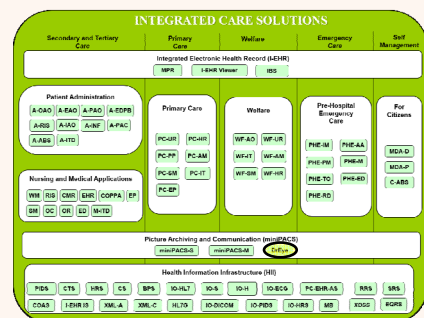 INTEGRATED CARE SOLUTIONS
Secondary and Tertiary Care
Primary Care
Welfare
Emergency Care
Self Management
Integrated Electronic Health Record (I-EHR)
MPR I-EHR Viewer IBS
Patient Administration
A-OAO A-EAO A-PAO A-EDPB
A-RIS A-IAO A-INF A-PAC
A-ABS A-ITD
Nursing and Medical Applications
WM RIS CMR EHR COPPA EP
SM OC OR ED M-ITD
Primary Care
PC-UR PC-HR
PC-PP PC-AM
PC-SM PC-IT
PC-EP
Welfare
WF-AO WF-UR
WF-IT WF-AM
WF-SM WF-HR
Pre-Hospital Emergency Care
PHE-IM PHE-AA
PHE-PM PHE-M
PHE-TO PHE-ED
PHE-RD
For Citizens
MDA-D
MDA-P
C-ABS
Picture Archiving and Communication (miniPACS)
miniPACS-S miniPACS-M DrEye
Health Information Infrastructure (HII)
PIDS CTS HRS CS BPS IO-HL7 IO-S IO-H IO-ECG PC-EHR-AS RRS SRS
COAS I-EHR IS XML-A XML-C HL7G IO-DICOM IO-PIDS IO-HRS MB XDSS EGRS